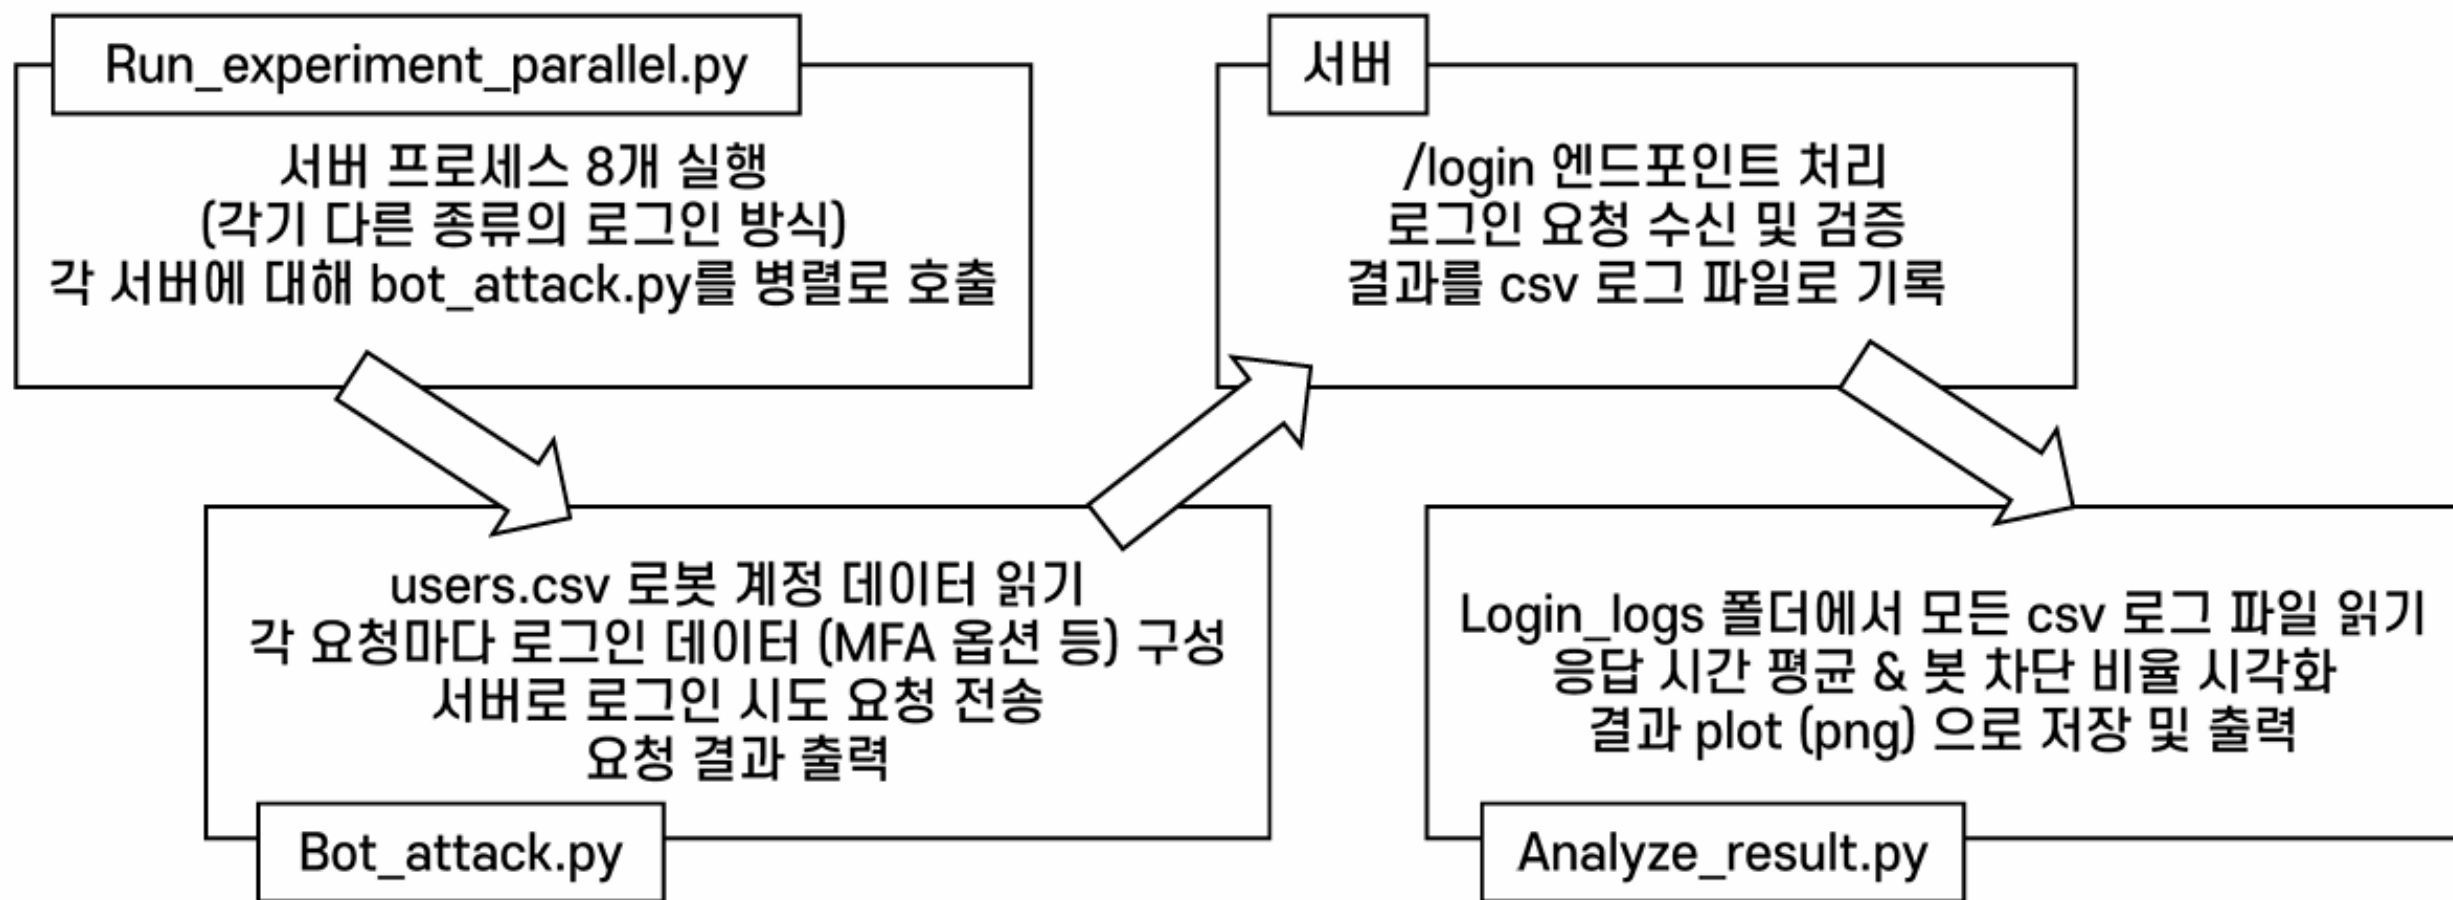 Run_experiment_parallel.py
서버 프로세스 8개 실행
(각기 다른 종류의 로그인 방식)
각 서버에 대해 bot_attack.py를 병렬로 호출
users.csv 로봇 계정 데이터 읽기
각 요청마다 로그인 데이터 (MFA 옵션 등) 구성
서버로 로그인 시도 요청 전송
요청 결과 출력
Bot_attack.py
서버
/login 엔드포인트 처리
로그인 요청 수신 및 검증
결과를 csv 로그 파일로 기록
Login_logs 폴더에서 모든 csv 로그 파일 읽기
응답 시간 평균 & 봇 차단 비율 시각화
결과 plot (png) 으로 저장 및 출력
Analyze_result.py